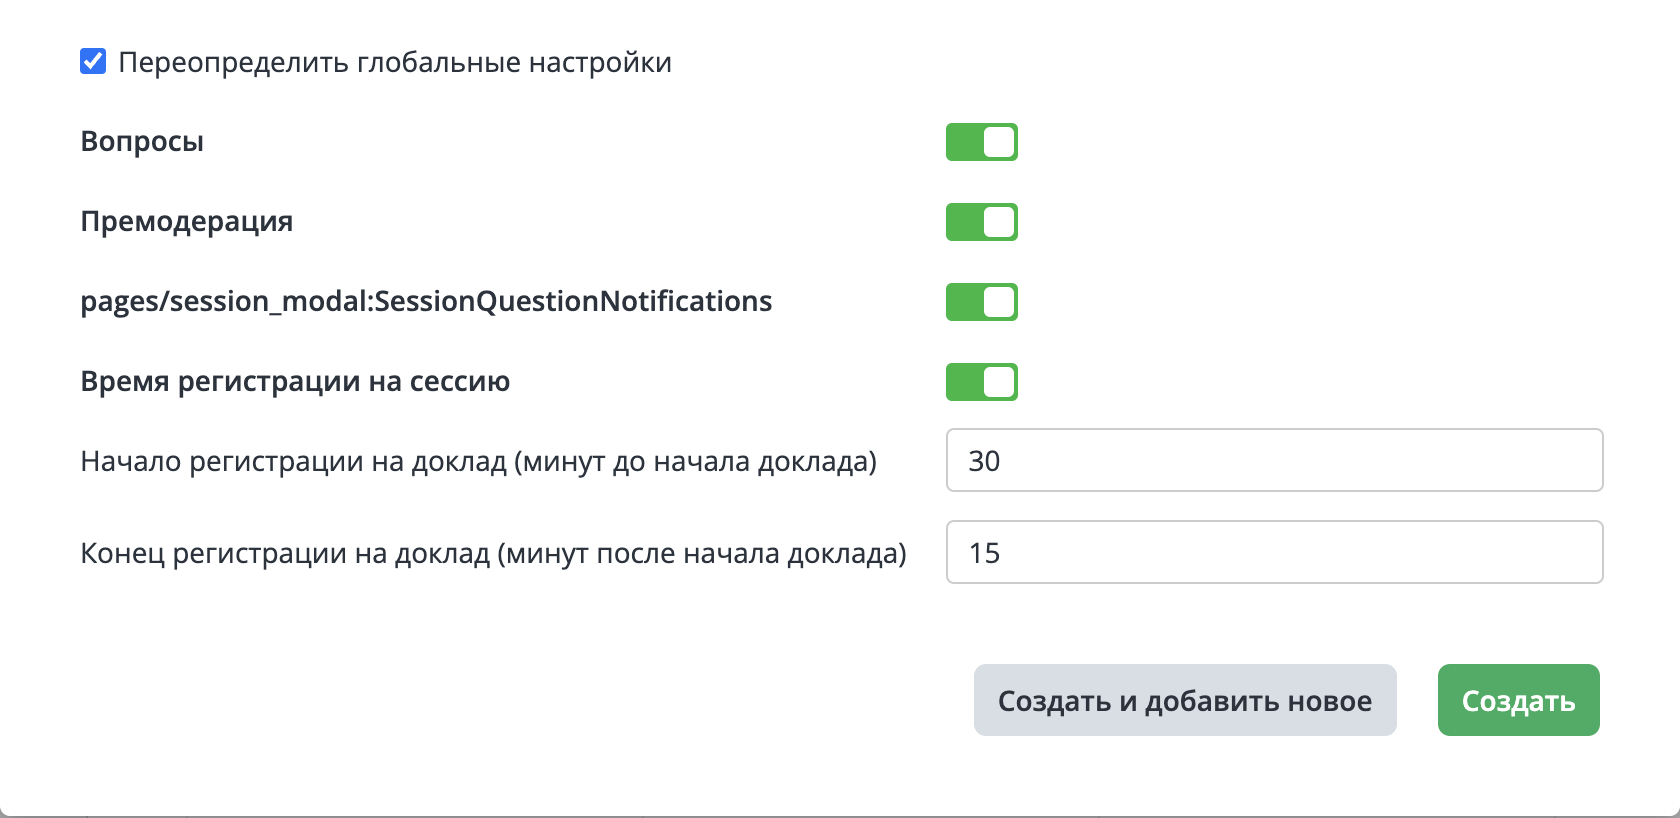 Переопределить глобальные настройки
Вопросы
Премодерация
pages/session_modal:SessionQuestionNotifications
Время регистрации на сессию
Начало регистрации на доклад (минут до начала доклада)
30
Конец регистрации на доклад (минут после начала доклада)
15
Создать и добавить новое
Создать